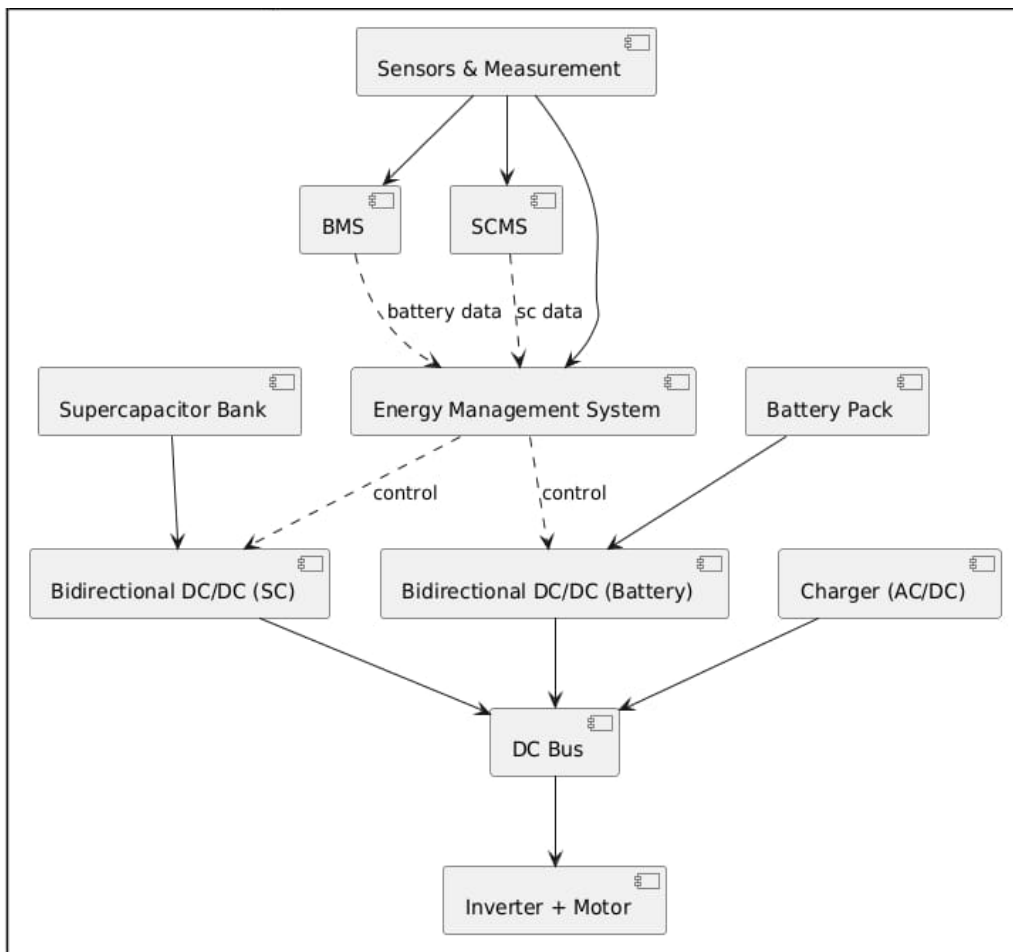 Sensors & Measurement
BMS
SCMS
battery data
sc data
Supercapacitor Bank
Energy Management System
Battery Pack
control
control
Bidirectional DC/DC (SC)
Bidirectional DC/DC (Battery)
Charger (AC/DC)
DC Bus
Inverter + Motor